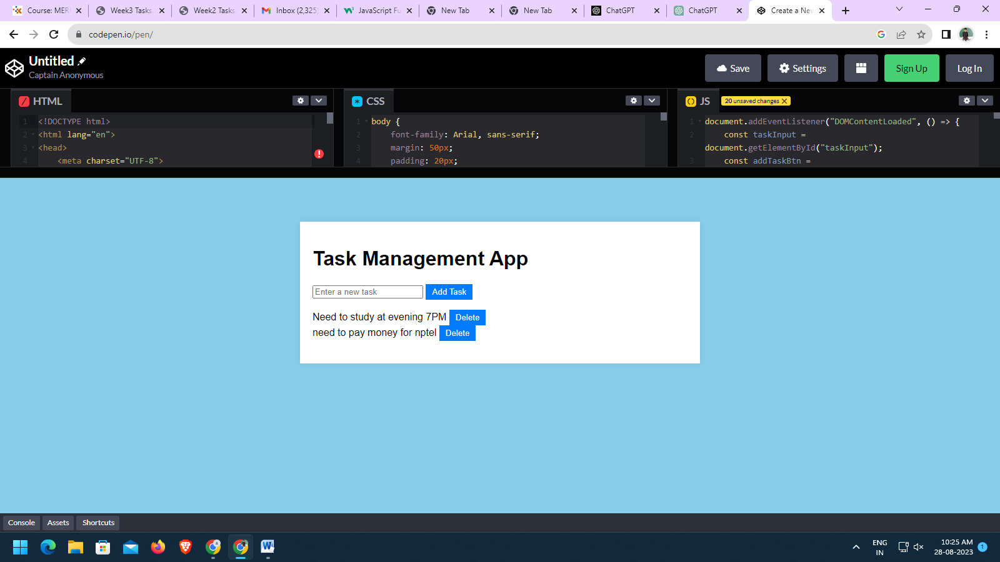 Course: MER
Week3 Tasks
Week2 Tasks
Inbox (2,325)
JavaScript Fu
New Tab
New Tab
ChatGPT
ChatGPT
Create a New
codepen.io/pen/
Untitled
Captain Anonymous
Save
Settings
Sign Up
Log In
HTML
1 <!DOCTYPE html>
2 <html lang="en">
3 <head>
4 <meta charset="UTF-8">
CSS
1 body {
2 font-family: Arial, sans-serif;
3 margin: 50px;
4 padding: 20px;
JS
20 unsaved changes X
1 document.addEventListener("DOMContentLoaded", () => {
2 const taskInput =
document.getElementById("taskInput");
3 const addTaskBtn =
Task Management App
Enter a new task Add Task
Need to study at evening 7PM Delete
need to pay money for nptel Delete
Console Assets Shortcuts
ENG
IN
10:25 AM
28-08-2023
1